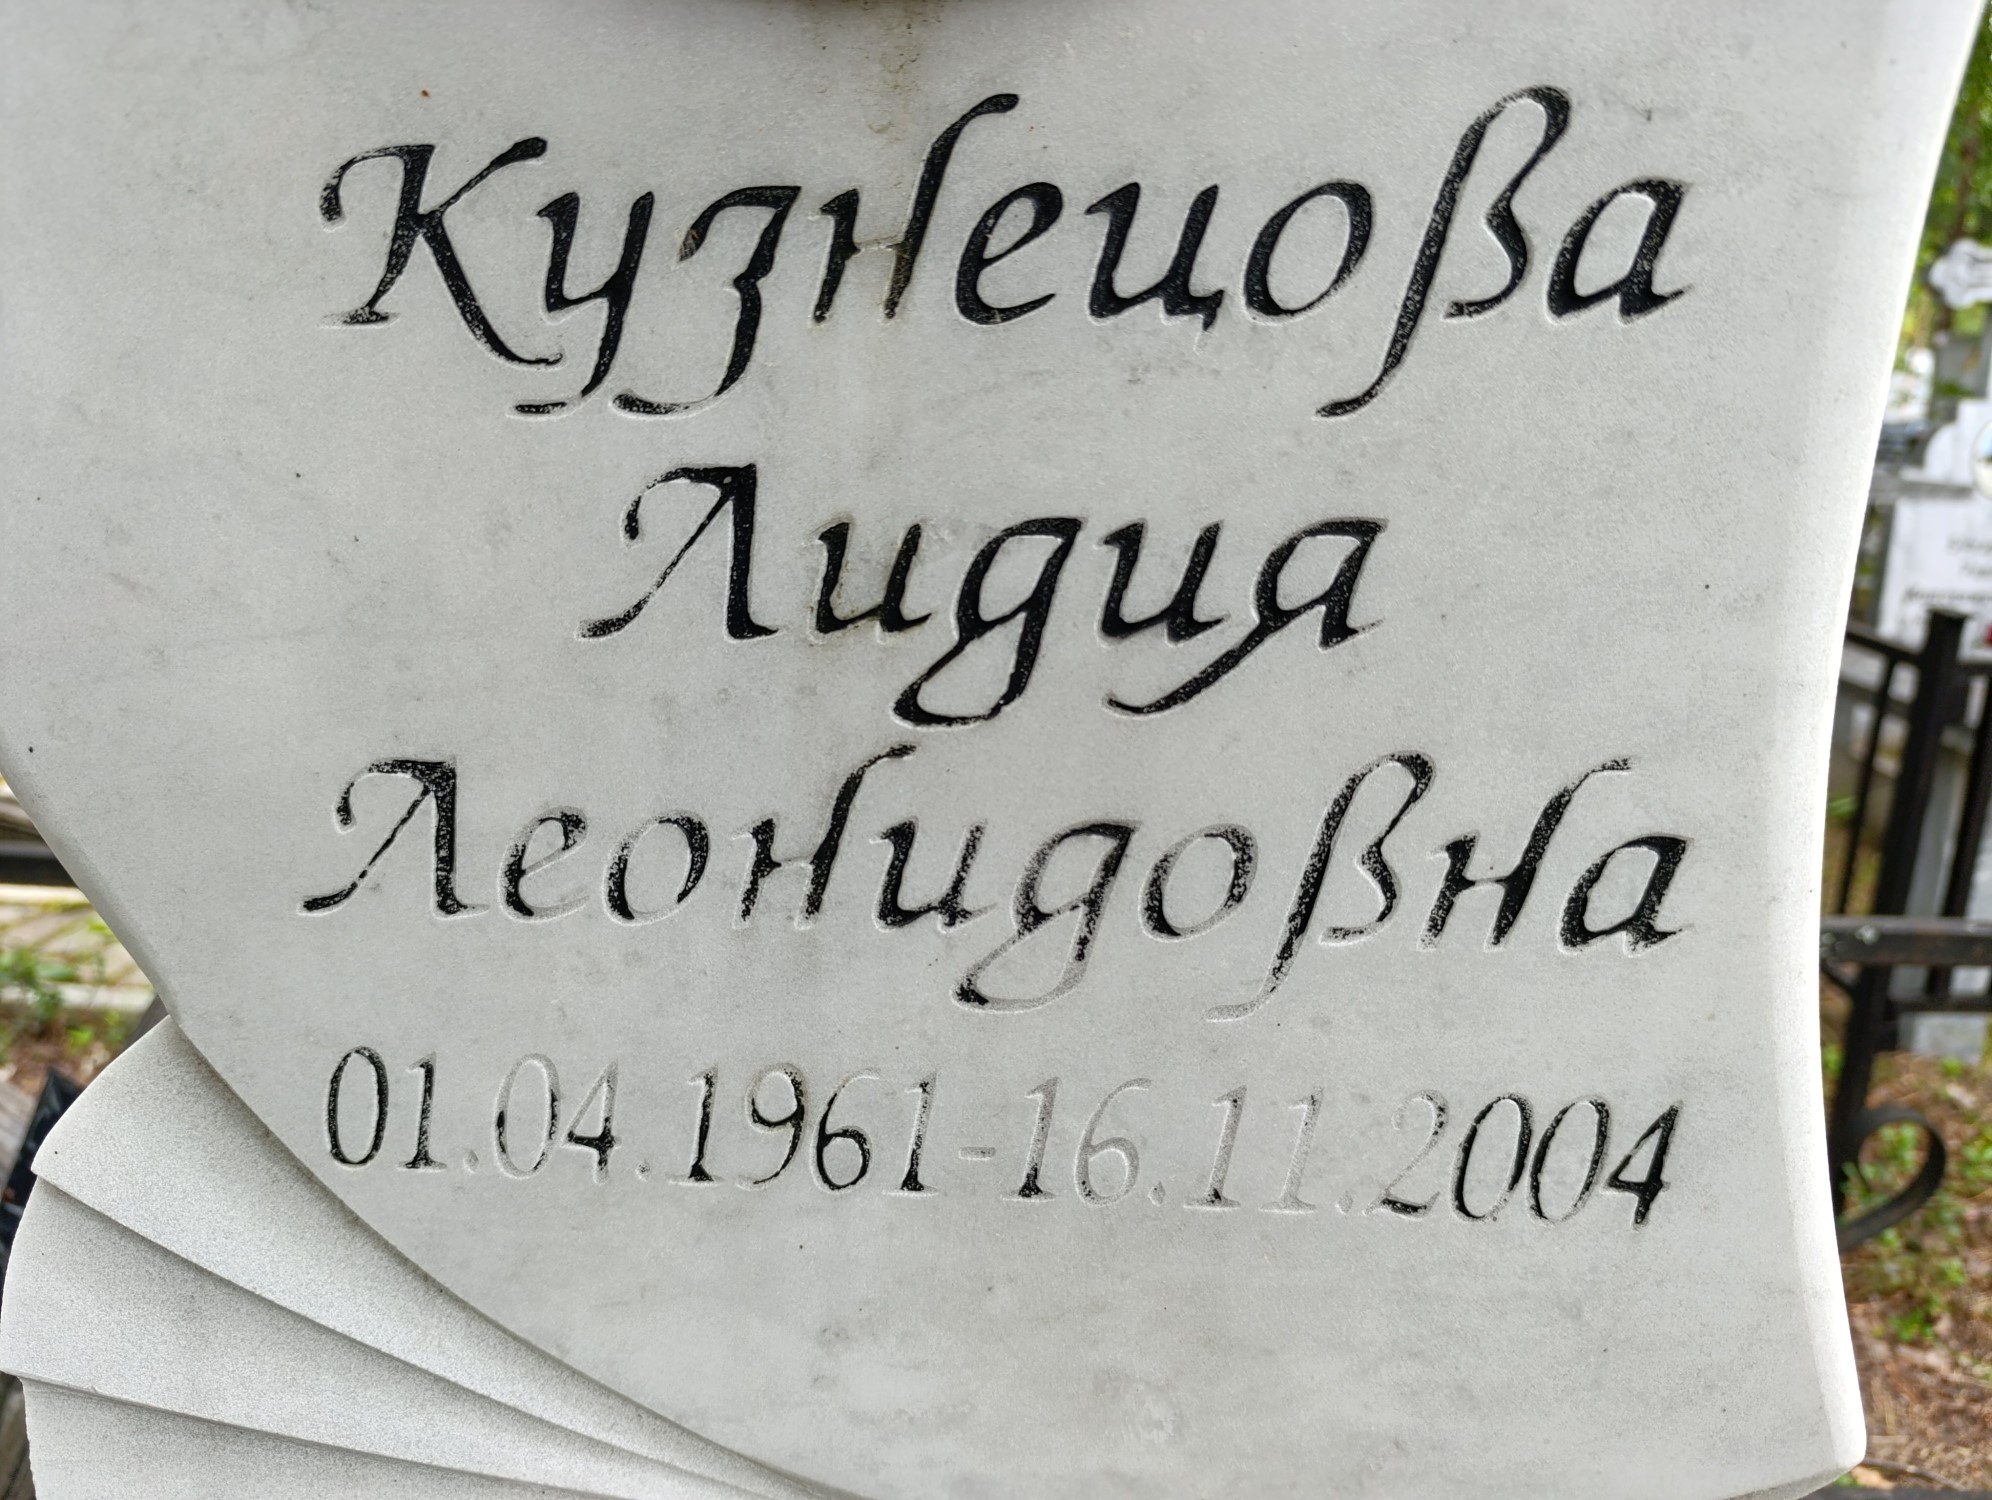 Кузнецова
Лидия
Леонидовна
01.04.1961-16.11.2004